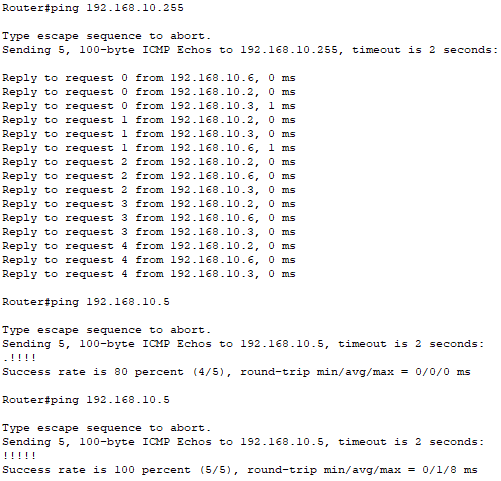 Router#ping 192.168.10.255
Type escape sequence to abort.
Sending 5, 100-byte ICMP Echos to 192.168.10.255, timeout is 2 seconds:
Reply to request 0 from 192.168.10.6, 0 ms
Reply to request 0 from 192.168.10.2, 0 ms
Reply to request 0 from 192.168.10.3, 1 ms
Reply to request 1 from 192.168.10.2, 0 ms
Reply to request 1 from 192.168.10.3, 0 ms
Reply to request 1 from 192.168.10.6, 1 ms
Reply to request 2 from 192.168.10.2, 0 ms
Reply to request 2 from 192.168.10.6, 0 ms
Reply to request 2 from 192.168.10.3, 0 ms
Reply to request 3 from 192.168.10.2, 0 ms
Reply to request 3 from 192.168.10.6, 0 ms
Reply to request 3 from 192.168.10.3, 0 ms
Reply to request 4 from 192.168.10.2, 0 ms
Reply to request 4 from 192.168.10.6, 0 ms
Reply to request 4 from 192.168.10.3, 0 ms
Router#ping 192.168.10.5
Type escape sequence to abort.
Sending 5, 100-byte ICMP Echos to 192.168.10.5, timeout is 2 seconds:
.!!!!
Success rate is 80 percent (4/5), round-trip min/avg/max = 0/0/0 ms
Router#ping 192.168.10.5
Type escape sequence to abort.
Sending 5, 100-byte ICMP Echos to 192.168.10.5, timeout is 2 seconds:
!!!!!
Success rate is 100 percent (5/5), round-trip min/avg/max = 0/1/8 ms